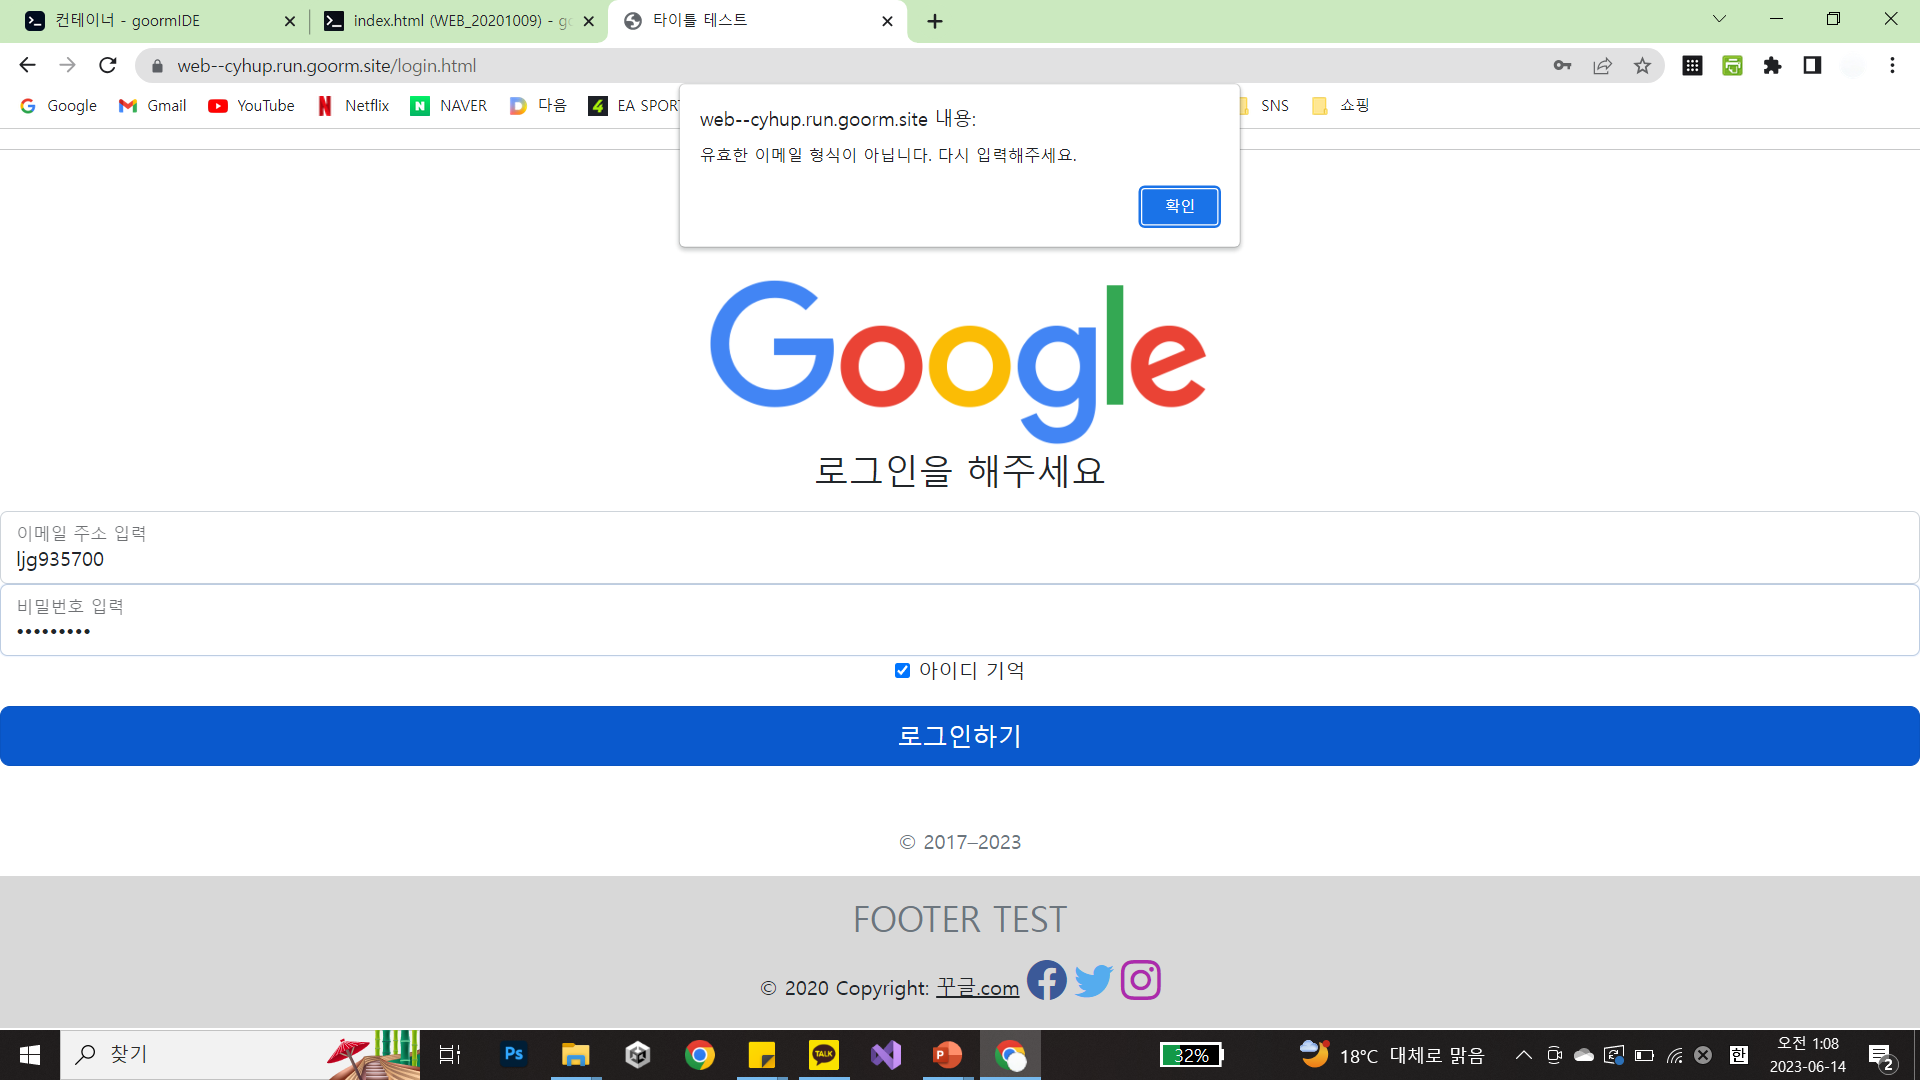 컨테이너 - goormIDE
index.html (WEB_20201009) - go
타이틀 테스트
web--cyhup.run.goorm.site/login.html
Google
Gmail
YouTube
Netflix
NAVER
다음
EA SPORT
SNS
쇼핑
web--cyhup.run.goorm.site 내용:
유효한 이메일 형식이 아닙니다. 다시 입력해주세요.
확인
Google
로그인을 해주세요
이메일 주소 입력
ljg935700
비밀번호 입력
•••••••••
아이디 기억
로그인하기
© 2017–2023
FOOTER TEST
© 2020 Copyright: 꾸글.com
찾기
Ps
TALK
32%
18°C 대체로 맑음
한
오전 1:08
2023-06-14
2